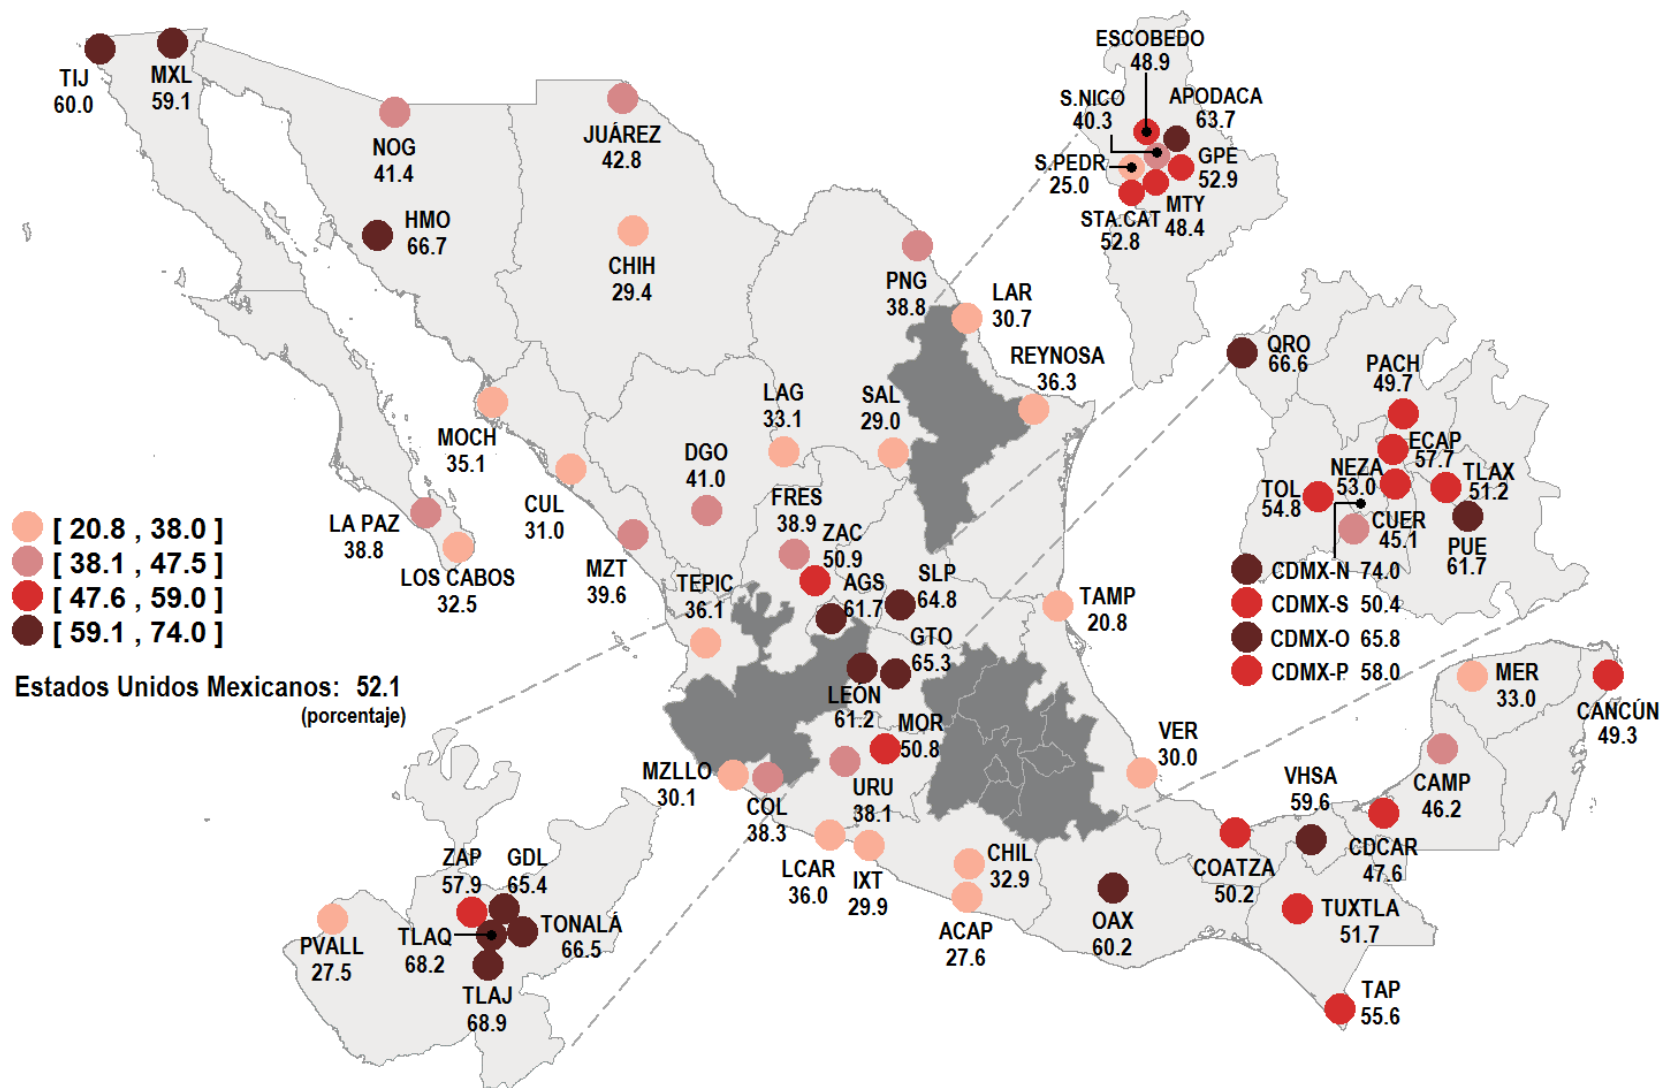 TIJ
60.0
MXL
59.1
NOG
41.4
HMO
66.7
JUÁREZ
42.8
CHIH
29.4
PNG
38.8
LAR
30.7
REYNOSA
36.3
MOCH
35.1
CUL
31.0
LAG
33.1
SAL
29.0
DGO
41.0
FRES
38.9
ZAC
50.9
LA PAZ
38.8
LOS CABOS
32.5
MZT
39.6
TEPIC
36.1
AGS
61.7
SLP
64.8
TAMP
20.8
GTO
65.3
LEÓN
61.2
MOR
50.8
URU
38.1
MZLLO
30.1
COL
38.3
LCAR
36.0
IXT
29.9
CHIL
32.9
ACAP
27.6
VER
30.0
OAX
60.2
COATZA
50.2
VHSA
59.6
CDCAR
47.6
CAMP
46.2
MER
33.0
CANCÚN
49.3
TUXTLA
51.7
TAP
55.6
ESCOBEDO
48.9
S.NICO
40.3
APODACA
63.7
S.PEDR
25.0
GPE
52.9
MTY
48.4
STA.CAT
52.8
QRO
66.6
PACH
49.7
ECAP
57.7
NEZA
53.0
TLAX
51.2
TOL
54.8
CUER
45.1
PUE
61.7
CDMX-N 74.0
CDMX-S 50.4
CDMX-O 65.8
CDMX-P 58.0
ZAP
57.9
GDL
65.4
TONALÁ
66.5
TLAQ
68.2
TLAJ
68.9
PVALL
27.5
[ 20.8 , 38.0 ]
[ 38.1 , 47.5 ]
[ 47.6 , 59.0 ]
[ 59.1 , 74.0 ]
Estados Unidos Mexicanos: 52.1
(porcentaje)